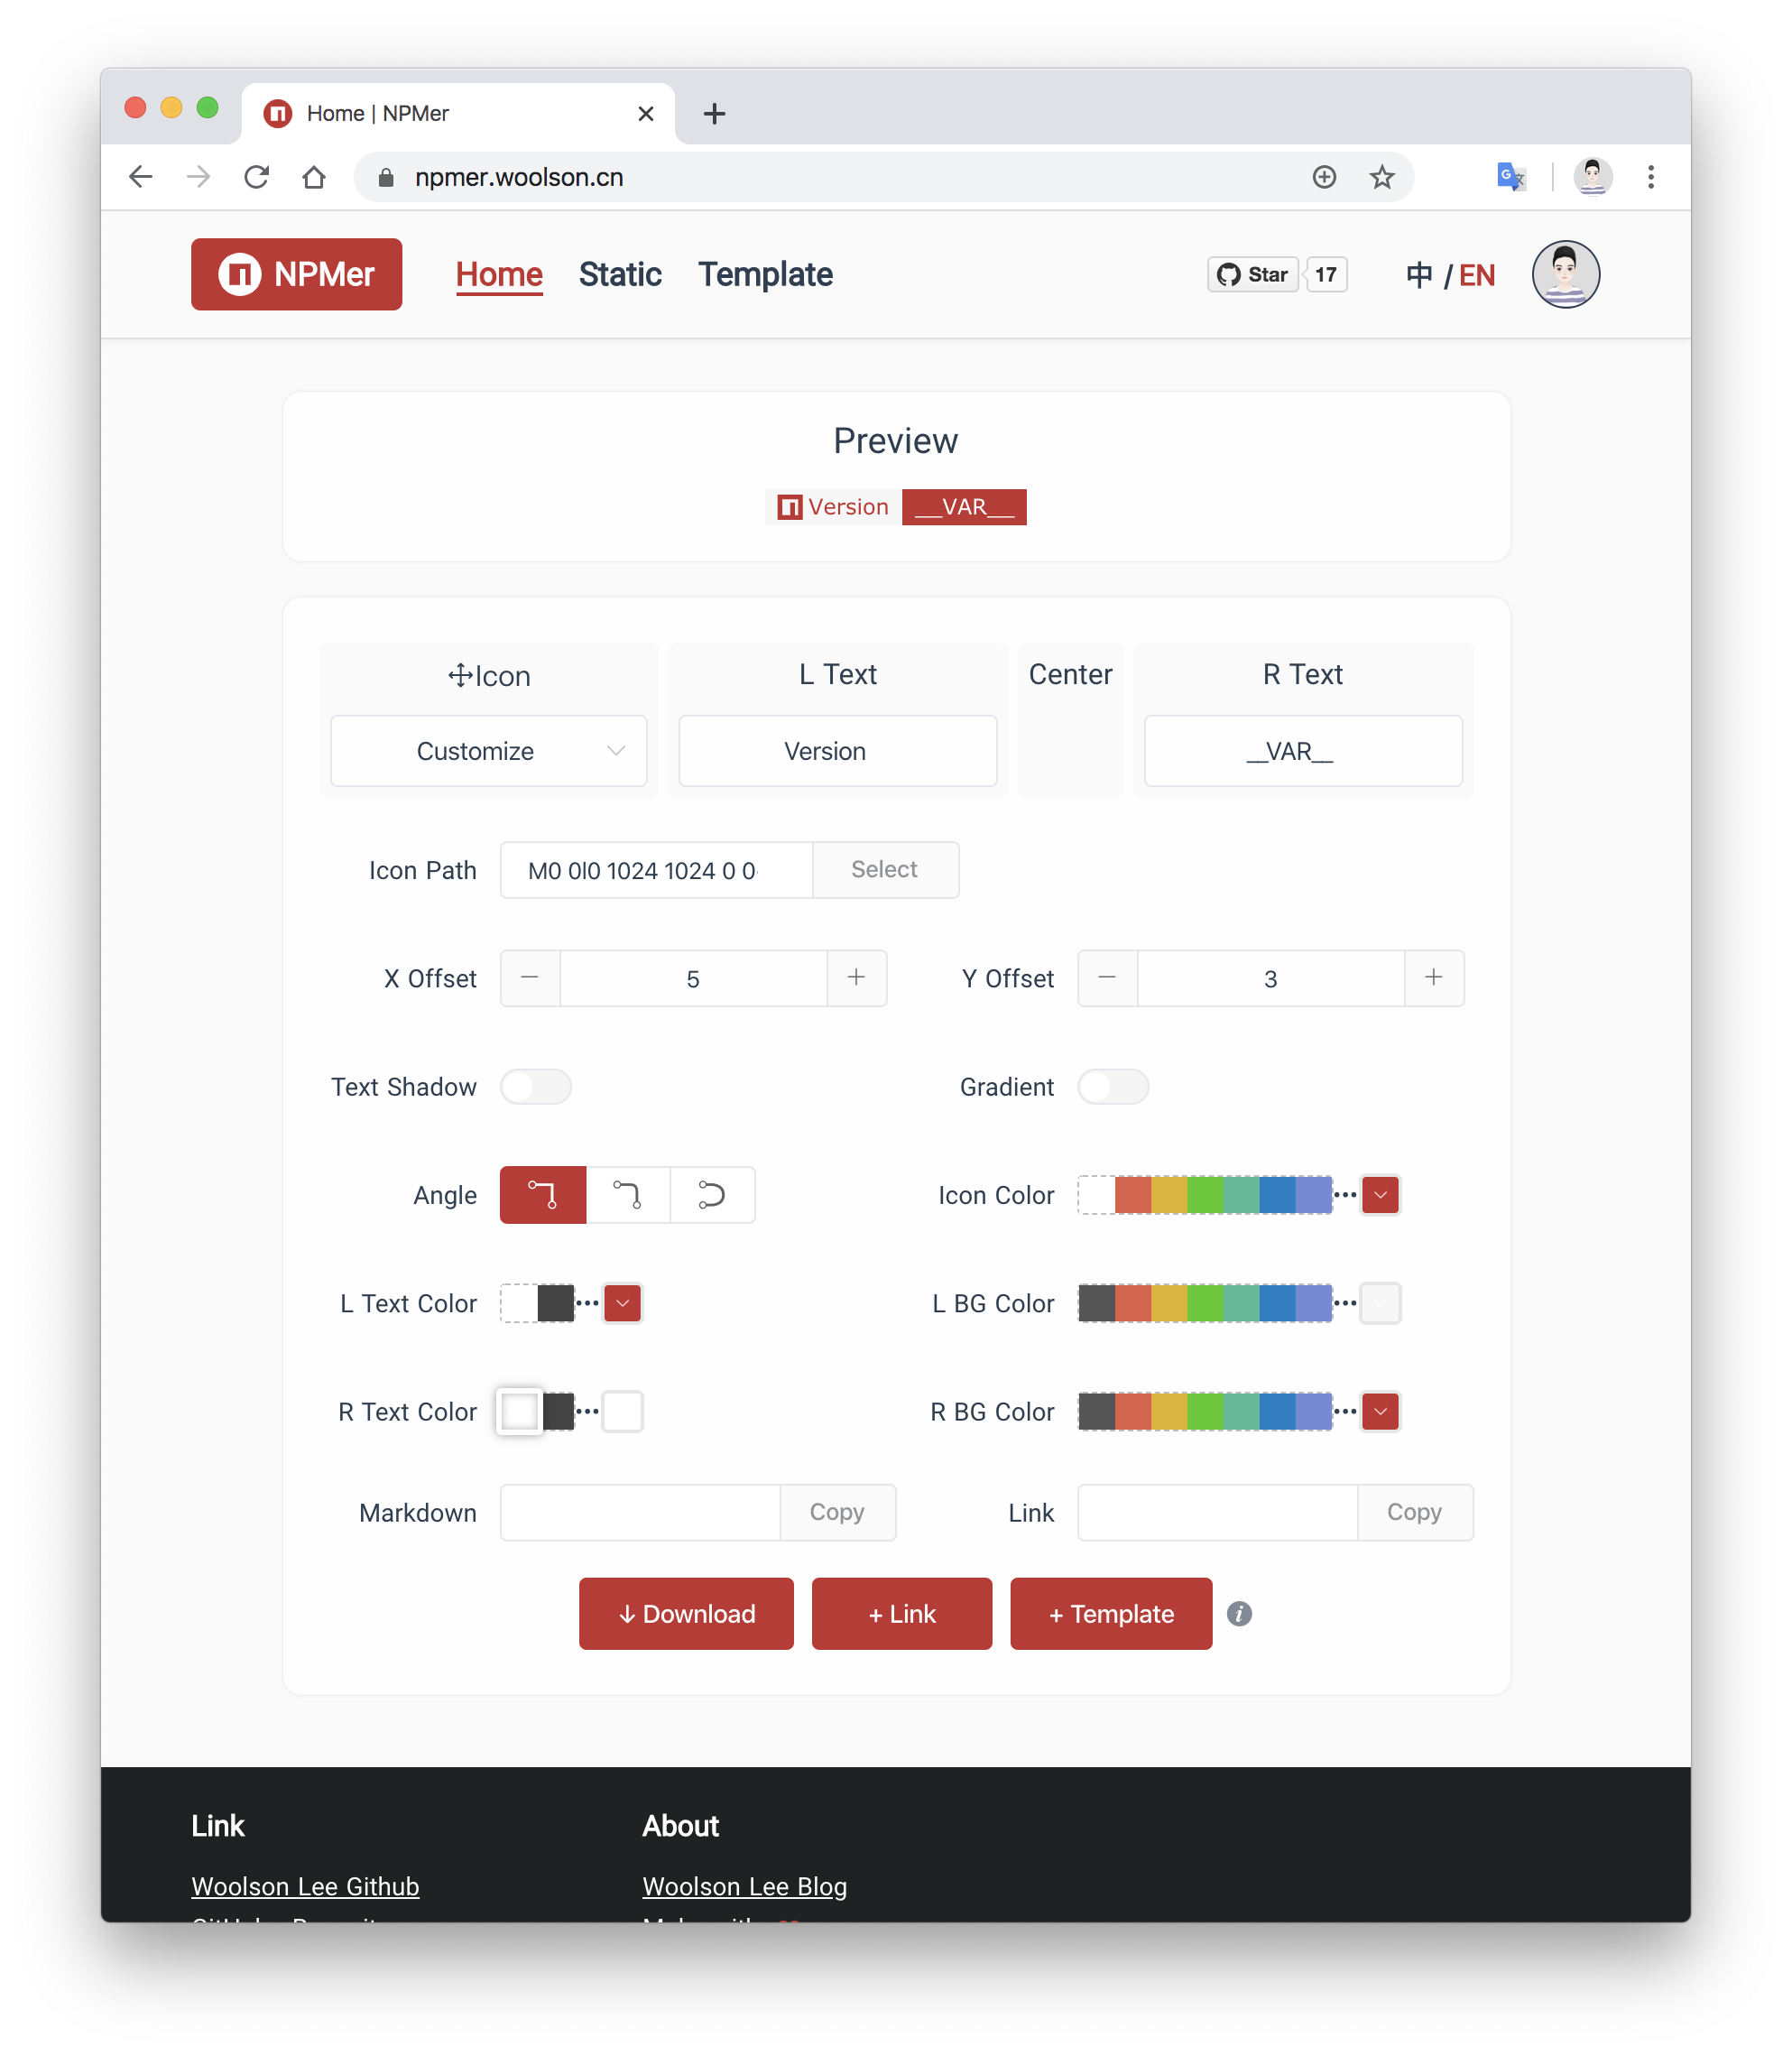 Home | NPMer
npmer.woolson.cn
NPMer Home Static Template Star 17 中 / EN
Preview
Version __VAR__
Icon L Text Center R Text
Customize Version __VAR__
Icon Path M0 0l0 1024 1024 0 0 Select
X Offset 5 Y Offset 3
Text Shadow Gradient
Angle Icon Color
L Text Color L BG Color
R Text Color R BG Color
Markdown Copy Link Copy
Download + Link + Template
Link About
Woolson Lee Github Woolson Lee Blog